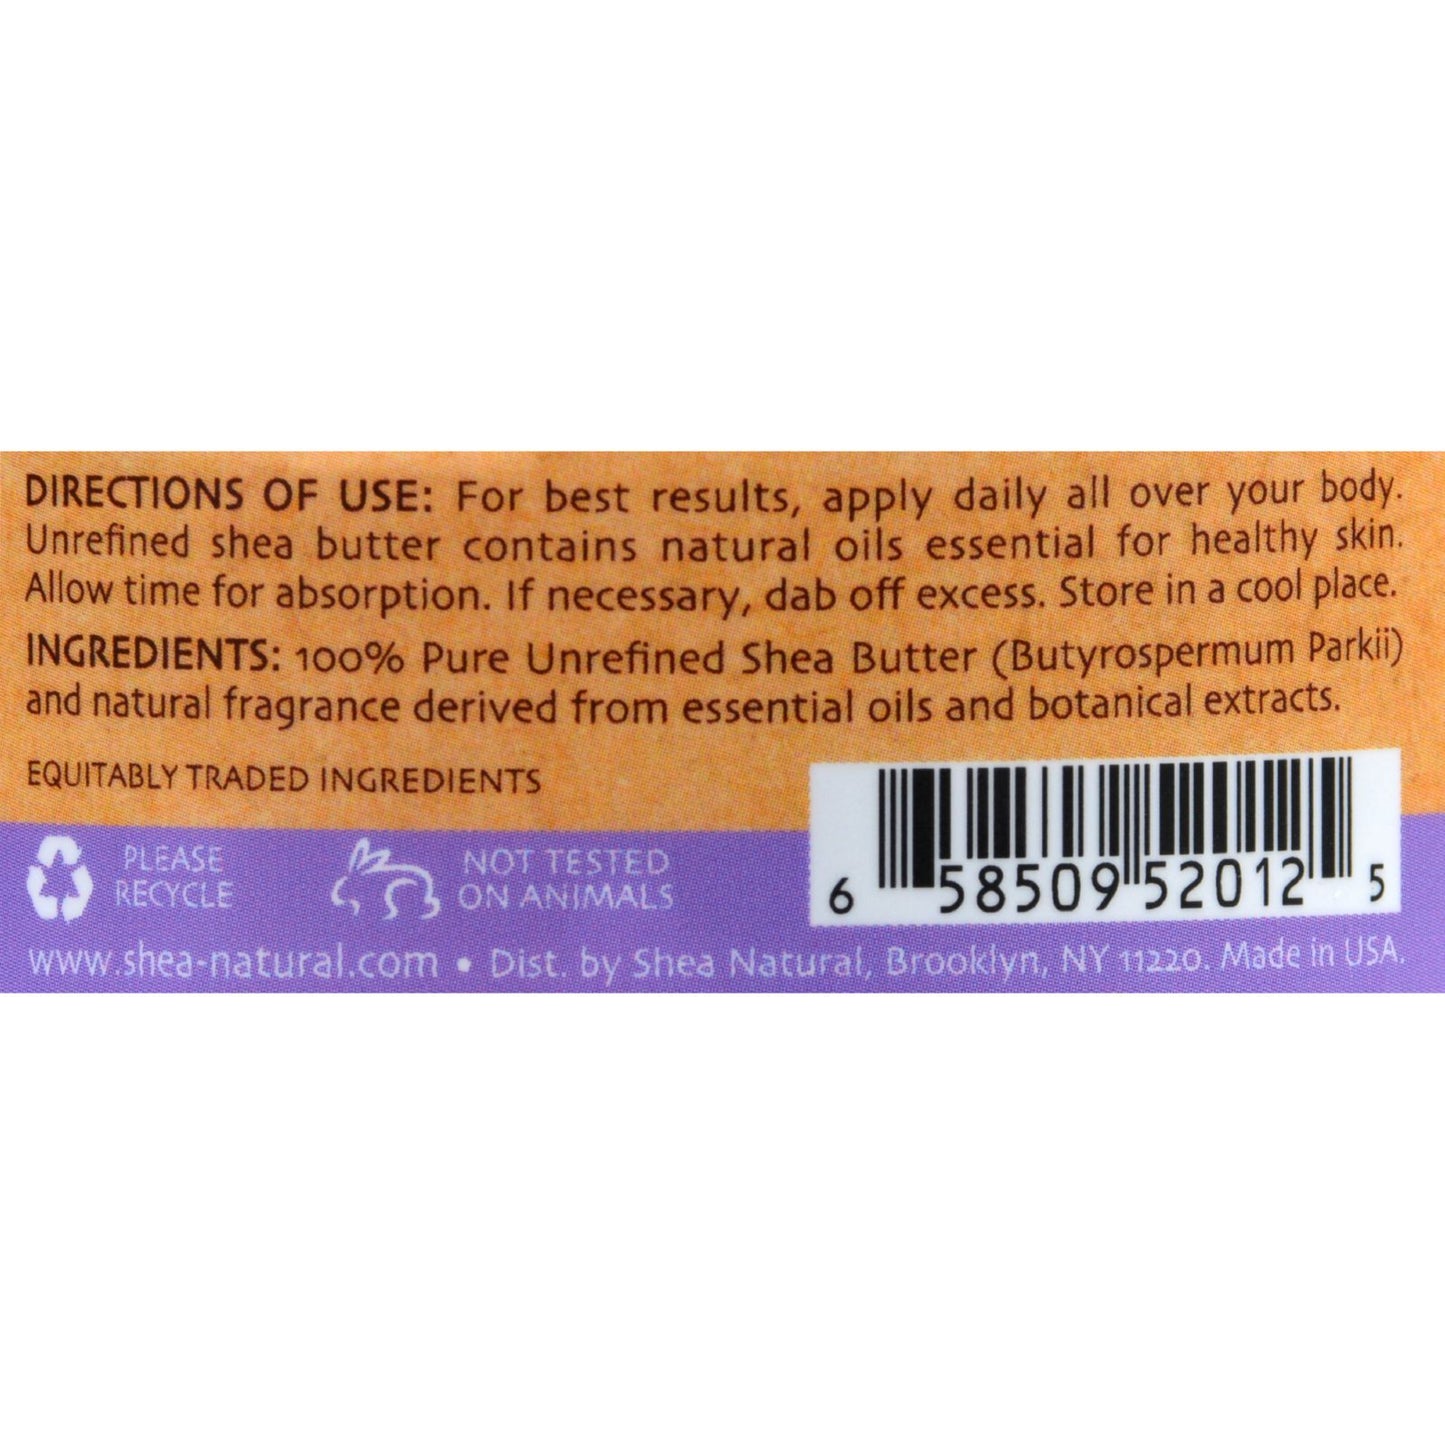 DIRECTIONS OF USE: For best results, apply daily all over your body.
Unrefined shea butter contains natural oils essential for healthy skin.
Allow time for absorption. If necessary, dab off excess. Store in a cool place.
INGREDIENTS: 100% Pure Unrefined Shea Butter (Butyrospermum Parkii)
and natural fragrance derived from essential oils and botanical extracts.
EQUITABLY TRADED INGREDIENTS
PLEASE
RECYCLE
NOT TESTED
ON ANIMALS
6 58509 52012 5
www.shea-natural.com • Dist. by Shea Natural, Brooklyn, NY 11220. Made in USA.